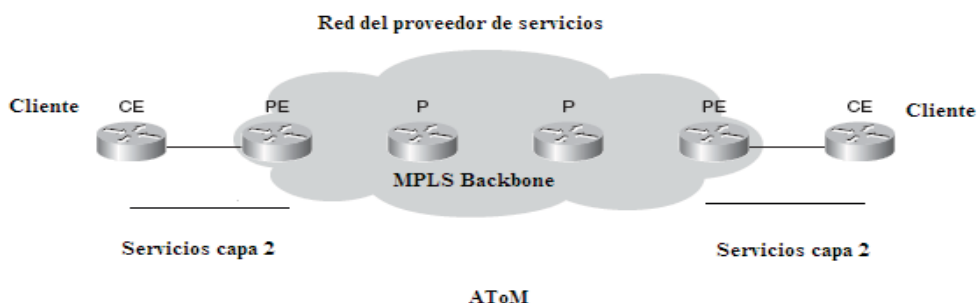 Red del proveedor de servicios
Cliente CE PE P P PE CE Cliente
MPLS Backbone
Servicios capa 2 Servicios capa 2
AToM